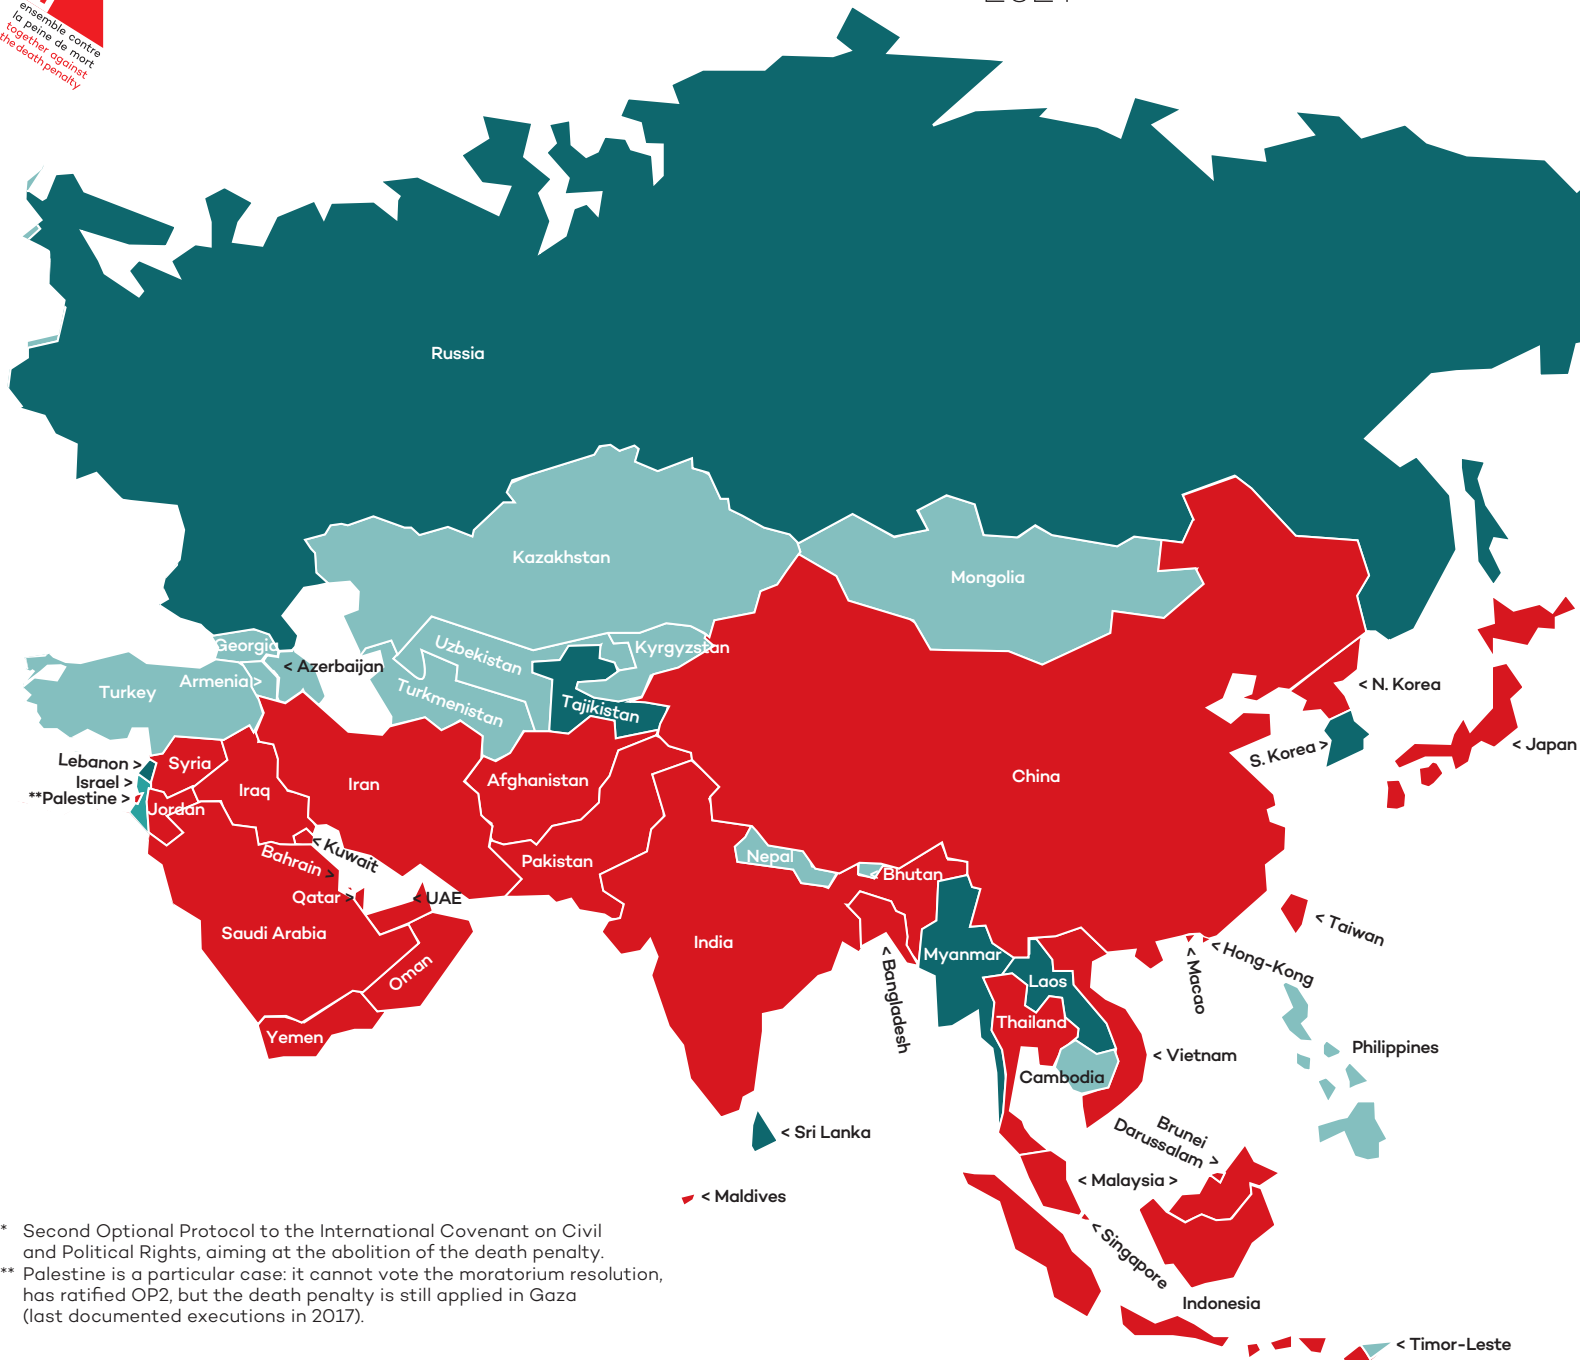 ensemble contre
la peine de mort
together against
the death penalty
Russia
Kazakhstan
Mongolia
Georgia
Uzbekistan
Kyrgyzstan
< Azerbaijan
Armenia>
Turkey
Turkmenistan
Tajikistan
< N. Korea
S. Korea >
< Japan
Lebanon >
Israel >
**Palestine >
Syria
Jordan
Iraq
Iran
Afghanistan
China
< Kuwait
Bahrain >
Qatar >
< UAE
Pakistan
Nepal
< Bhutan
Saudi Arabia
Oman
Yemen
India
< Bangladesh
Myanmar
Laos
Thailand
Cambodia
< Vietnam
< Macao
< Hong-Kong
< Taiwan
Philippines
< Sri Lanka
< Maldives
Brunei
Darussalam >
< Malaysia >
< Singapore
Indonesia
< Timor-Leste
* Second Optional Protocol to the International Covenant on Civil
and Political Rights, aiming at the abolition of the death penalty.
** Palestine is a particular case: it cannot vote the moratorium resolution,
has ratified OP2, but the death penalty is still applied in Gaza
(last documented executions in 2017).